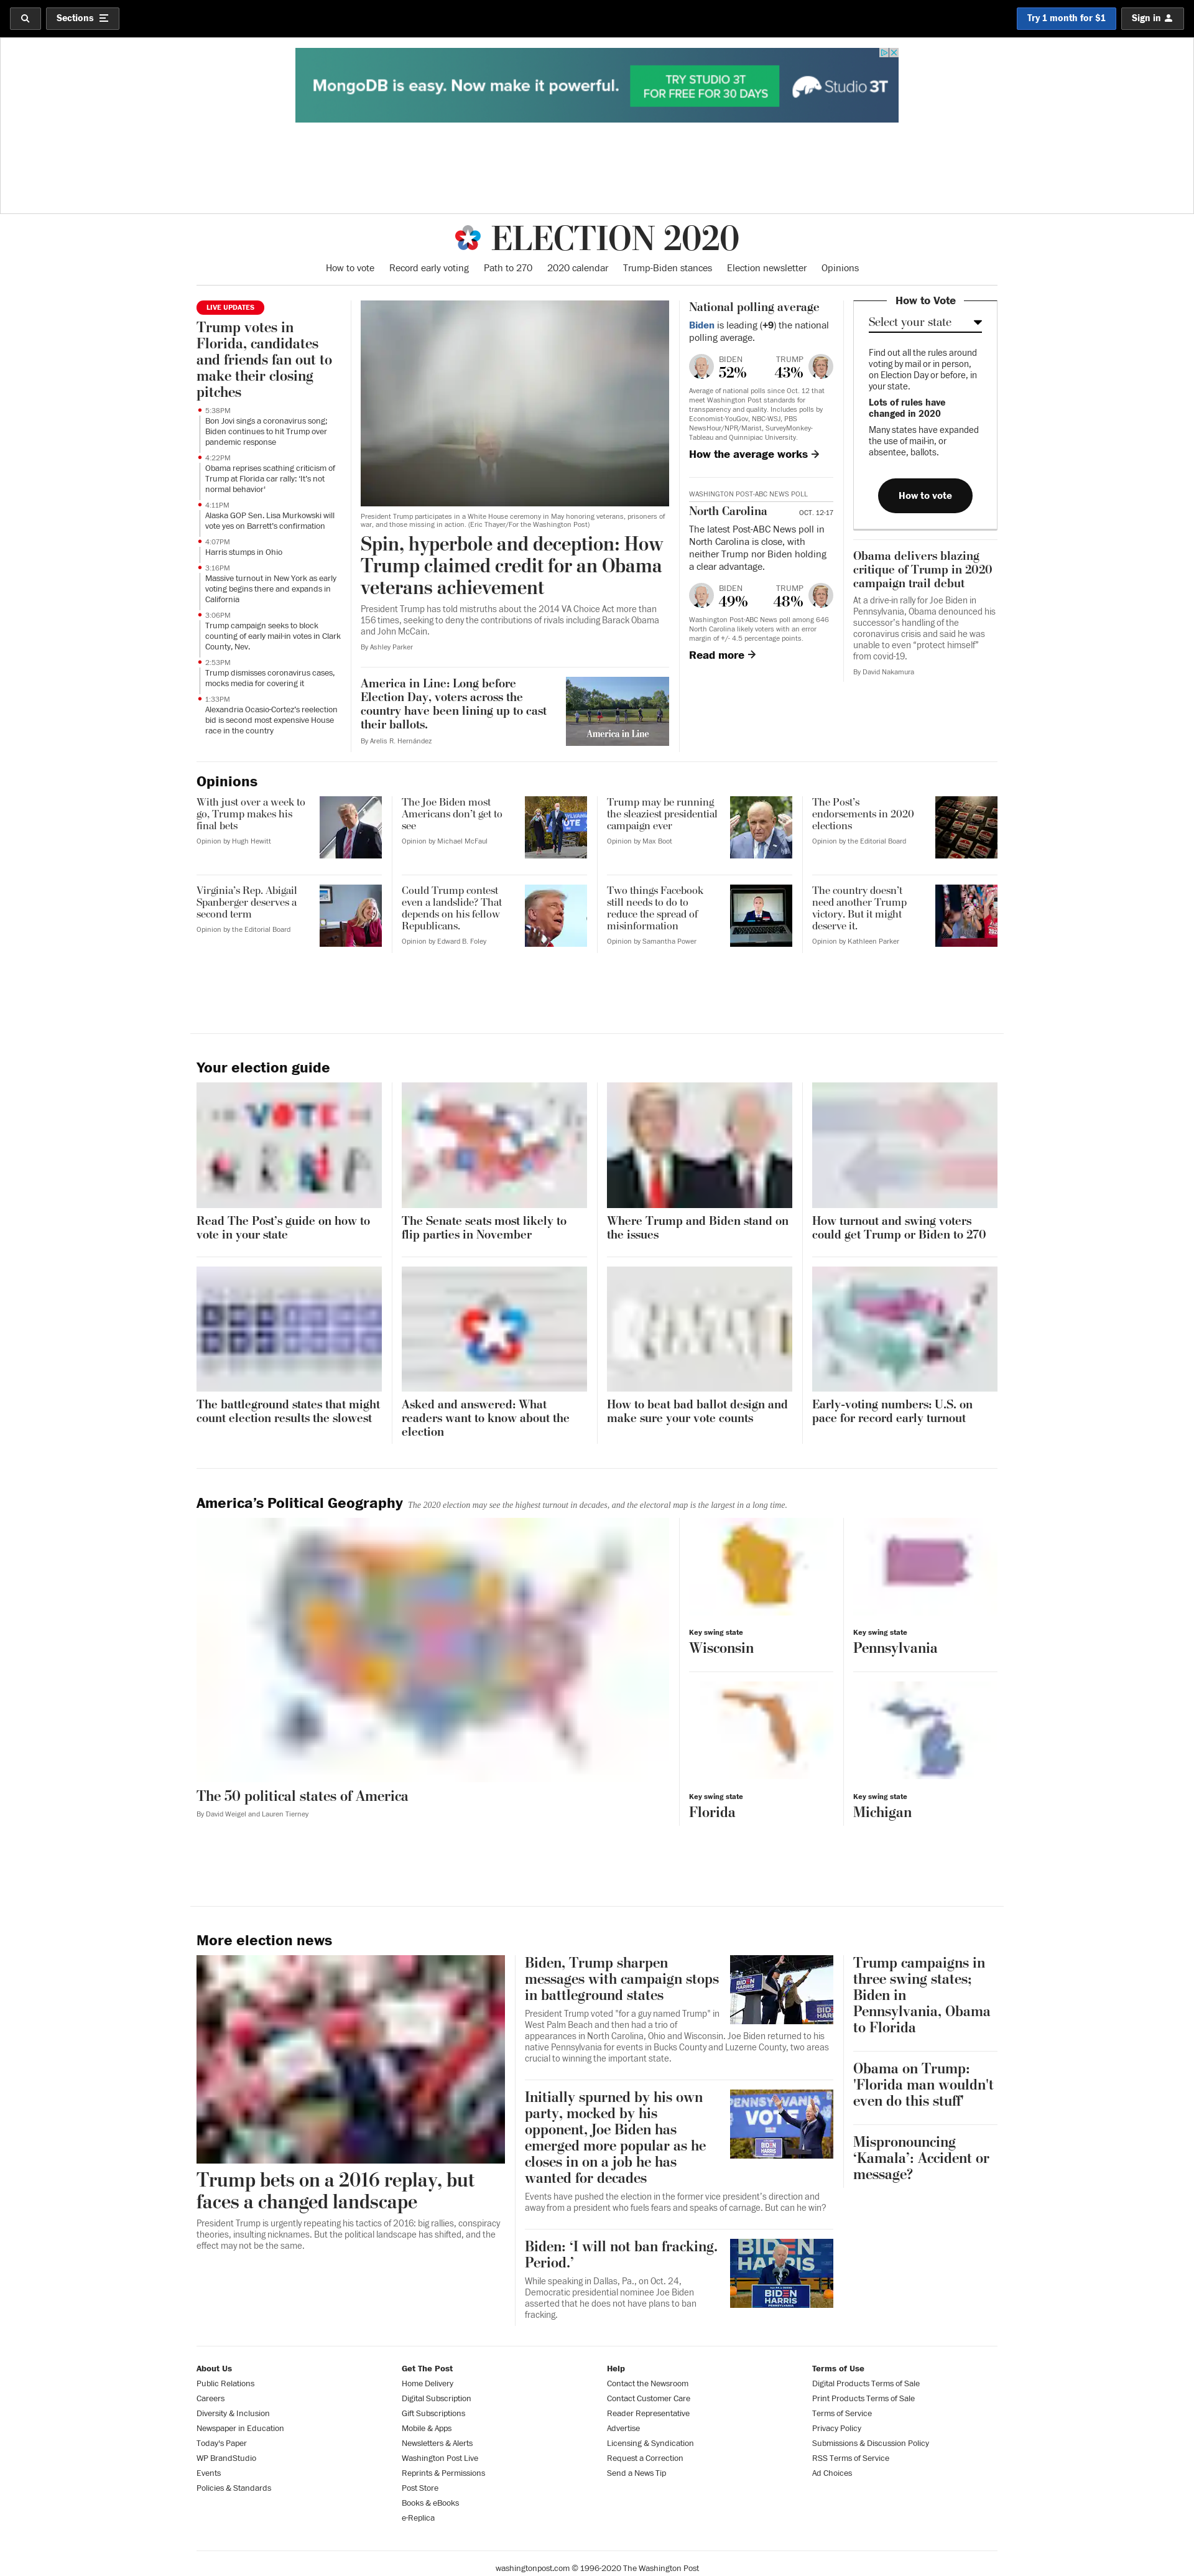 Sections
Try 1 month for $1
Sign in
MongoDB is easy. Now make it powerful.
TRY STUDIO 3T
FOR FREE FOR 30 DAYS
Studio 3T
ELECTION 2020
How to vote
Record early voting
Path to 270
2020 calendar
Trump-Biden stances
Election newsletter
Opinions
LIVE UPDATES
Trump votes in
Florida, candidates
and friends fan out to
make their closing
pitches
5:38PM
Bon Jovi sings a coronavirus song;
Biden continues to hit Trump over
pandemic response
4:22PM
Obama reprises scathing criticism of
Trump at Florida car rally: 'It's not
normal behavior'
4:11PM
Alaska GOP Sen. Lisa Murkowski will
vote yes on Barrett's confirmation
4:07PM
Harris stumps in Ohio
3:16PM
Massive turnout in New York as early
voting begins there and expands in
California
3:06PM
Trump campaign seeks to block
counting of early mail-in votes in Clark
County, Nev.
2:53PM
Trump dismisses coronavirus cases,
mocks media for covering it
1:33PM
Alexandria Ocasio-Cortez's reelection
bid is second most expensive House
race in the country
President Trump participates in a White House ceremony in May honoring veterans, prisoners of
war, and those missing in action. (Eric Thayer/For the Washington Post)
Spin, hyperbole and deception: How
Trump claimed credit for an Obama
veterans achievement
President Trump has told mistruths about the 2014 VA Choice Act more than
156 times, seeking to deny the contributions of rivals including Barack Obama
and John McCain.
By Ashley Parker
America in Line: Long before
Election Day, voters across the
country have been lining up to cast
their ballots.
By Arelis R. Hernández
America in Line
National polling average
Biden is leading (+9) the national
polling average.
BIDEN
52%
TRUMP
43%
Average of national polls since Oct. 12 that
meet Washington Post standards for
transparency and quality. Includes polls by
Economist-YouGov, NBC-WSJ, PBS
NewsHour/NPR/Marist, SurveyMonkey-
Tableau and Quinnipiac University.
How the average works →
WASHINGTON POST-ABC NEWS POLL
North Carolina
OCT. 12-17
The latest Post-ABC News poll in
North Carolina is close, with
neither Trump nor Biden holding
a clear advantage.
BIDEN
49%
TRUMP
48%
Washington Post-ABC News poll among 646
North Carolina likely voters with an error
margin of +/- 4.5 percentage points.
Read more →
How to Vote
Select your state
Find out all the rules around
voting by mail or in person,
on Election Day or before, in
your state.
Lots of rules have
changed in 2020
Many states have expanded
the use of mail-in, or
absentee, ballots.
How to vote
Obama delivers blazing
critique of Trump in 2020
campaign trail debut
At a drive-in rally for Joe Biden in
Pennsylvania, Obama denounced his
successor's handling of the
coronavirus crisis and said he was
unable to even “protect himself”
from covid-19.
By David Nakamura
Opinions
With just over a week to
go, Trump makes his
final bets
Opinion by Hugh Hewitt
The Joe Biden most
Americans don’t get to
see
Opinion by Michael McFaul
Trump may be running
the sleaziest presidential
campaign ever
Opinion by Max Boot
The Post’s
endorsements in 2020
elections
Opinion by the Editorial Board
Virginia’s Rep. Abigail
Spanberger deserves a
second term
Opinion by the Editorial Board
Could Trump contest
even a landslide? That
depends on his fellow
Republicans.
Opinion by Edward B. Foley
Two things Facebook
still needs to do to
reduce the spread of
misinformation
Opinion by Samantha Power
The country doesn’t
need another Trump
victory. But it might
deserve it.
Opinion by Kathleen Parker
Your election guide
VOTE
Read The Post’s guide on how to
vote in your state
The Senate seats most likely to
flip parties in November
Where Trump and Biden stand on
the issues
How turnout and swing voters
could get Trump or Biden to 270
The battleground states that might
count election results the slowest
Asked and answered: What
readers want to know about the
election
How to beat bad ballot design and
make sure your vote counts
Early-voting numbers: U.S. on
pace for record early turnout
America’s Political Geography
The 2020 election may see the highest turnout in decades, and the electoral map is the largest in a long time.
The 50 political states of America
By David Weigel and Lauren Tierney
Key swing state
Wisconsin
Key swing state
Pennsylvania
Key swing state
Florida
Key swing state
Michigan
More election news
Trump bets on a 2016 replay, but
faces a changed landscape
President Trump is urgently repeating his tactics of 2016: big rallies, conspiracy
theories, insulting nicknames. But the political landscape has shifted, and the
effect may not be the same.
Biden, Trump sharpen
messages with campaign stops
in battleground states
President Trump voted "for a guy named Trump" in
West Palm Beach and then had a trio of
appearances in North Carolina, Ohio and Wisconsin. Joe Biden returned to his
native Pennsylvania for events in Bucks County and Luzerne County, two areas
crucial to winning the important state.
Initially spurned by his own
party, mocked by his
opponent, Joe Biden has
emerged more popular as he
closes in on a job he has
wanted for decades
PENNSYLVANIA
VOTE
Events have pushed the election in the former vice president’s direction and
away from a president who fuels fears and speaks of carnage. But can he win?
Biden: ‘I will not ban fracking.
Period.’
BIDEN
HARRIS
BIDEN
HARRIS
While speaking in Dallas, Pa., on Oct. 24,
Democratic presidential nominee Joe Biden
asserted that he does not have plans to ban
fracking.
Trump campaigns in
three swing states;
Biden in
Pennsylvania, Obama
to Florida
Obama on Trump:
'Florida man wouldn't
even do this stuff'
Mispronouncing
‘Kamala’: Accident or
message?
About Us
Public Relations
Careers
Diversity & Inclusion
Newspaper in Education
Today's Paper
WP BrandStudio
Events
Policies & Standards
Get The Post
Home Delivery
Digital Subscription
Gift Subscriptions
Mobile & Apps
Newsletters & Alerts
Washington Post Live
Reprints & Permissions
Post Store
Books & eBooks
e-Replica
Help
Contact the Newsroom
Contact Customer Care
Reader Representative
Advertise
Licensing & Syndication
Request a Correction
Send a News Tip
Terms of Use
Digital Products Terms of Sale
Print Products Terms of Sale
Terms of Service
Privacy Policy
Submissions & Discussion Policy
RSS Terms of Service
Ad Choices
washingtonpost.com © 1996-2020 The Washington Post